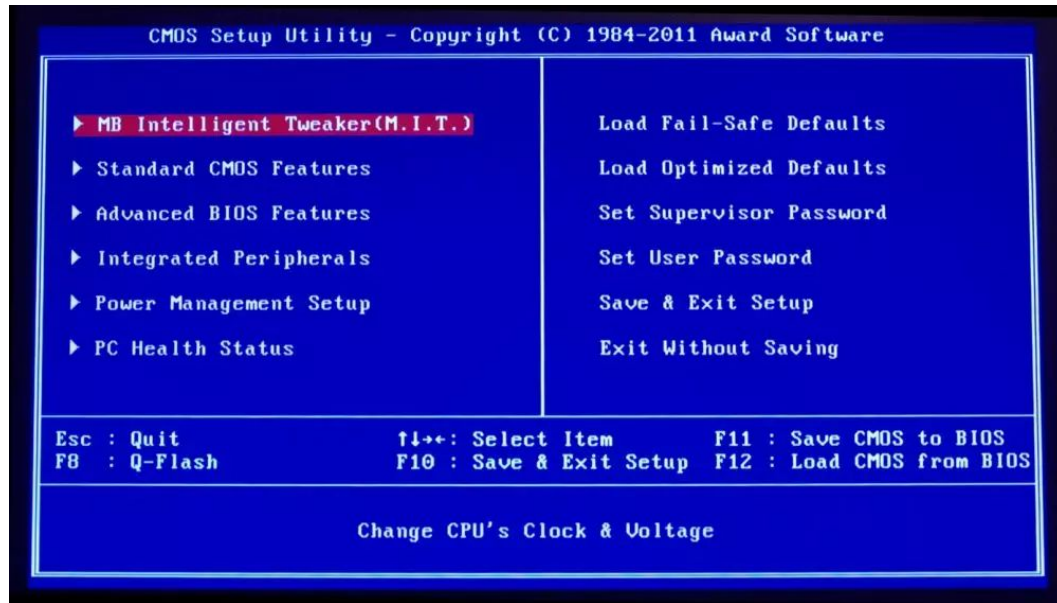 CMOS Setup Utility - Copyright (C) 1984-2011 Award Software
▶ MB Intelligent Tweaker(M.I.T.)
▶ Standard CMOS Features
▶ Advanced BIOS Features
▶ Integrated Peripherals
▶ Power Management Setup
▶ PC Health Status
Load Fail-Safe Defaults
Load Optimized Defaults
Set Supervisor Password
Set User Password
Save & Exit Setup
Exit Without Saving
Esc : Quit ↑↓→←: Select Item F11 : Save CMOS to BIOS
F8 : Q-Flash F10 : Save & Exit Setup F12 : Load CMOS from BIOS
Change CPU's Clock & Voltage